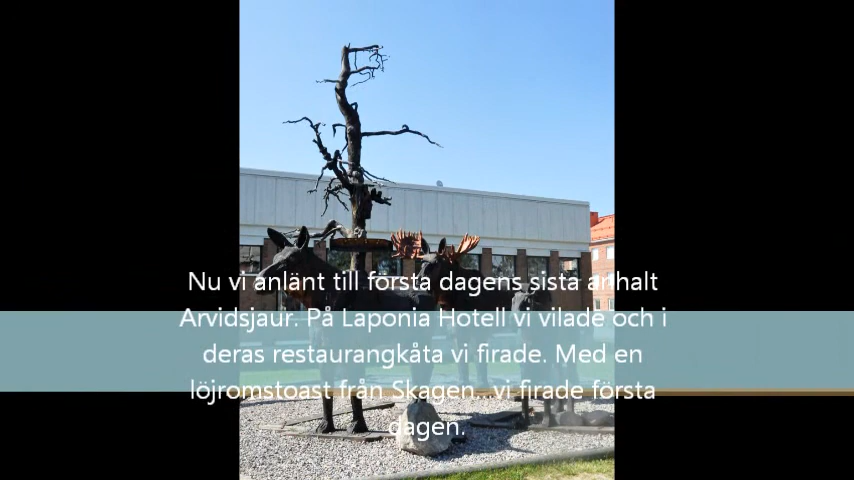 Nu vi anlänt till första dagens sista anhalt
Arvidsjaur. På Laponia Hotell vi vilade och i
deras restaurangkåta vi firade. Med en
löjromstoast från Skagen.. vi firade första
dagen.